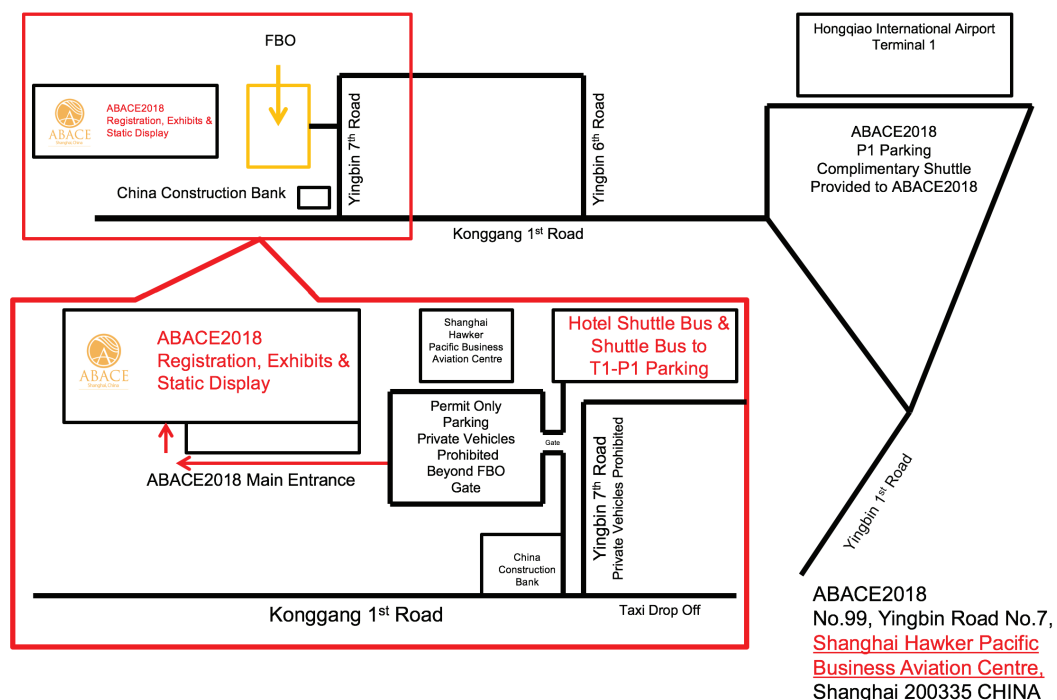 FBO
ABACE2018
Registration, Exhibits &
Static Display
ABACE
Shanghai China
China Construction Bank
Yingbin 7th Road
Yingbin 6th Road
Konggang 1st Road
Hongqiao International Airport
Terminal 1
ABACE2018
P1 Parking
Complimentary Shuttle
Provided to ABACE2018
Yingbin 1st Road
ABACE2018
Registration, Exhibits &
Static Display
ABACE
Shanghai China
ABACE2018 Main Entrance
Shanghai
Hawker
Pacific Business
Aviation Centre
Hotel Shuttle Bus &
Shuttle Bus to
T1-P1 Parking
Permit Only
Parking
Private Vehicles
Prohibited
Beyond FBO
Gate
Gate
Yingbin 7th Road
Private Vehicles Prohibited
China
Construction
Bank
Konggang 1st Road
Taxi Drop Off
ABACE2018
No.99, Yingbin Road No.7,
Shanghai Hawker Pacific
Business Aviation Centre,
Shanghai 200335 CHINA